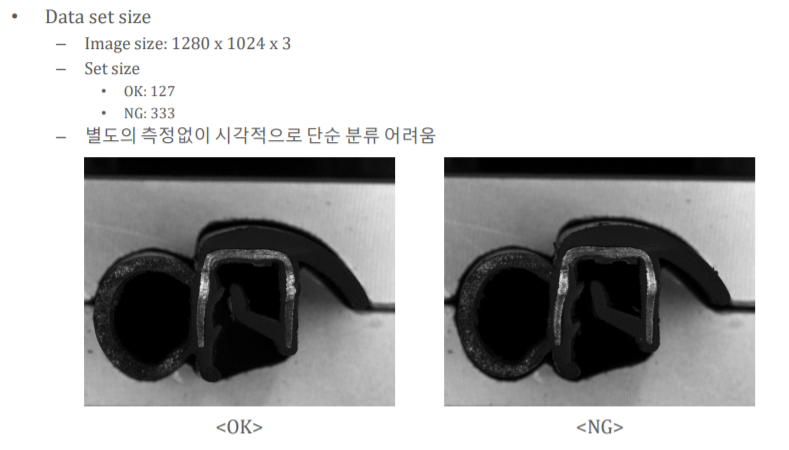 • Data set size
– Image size: 1280 x 1024 x 3
– Set size
• OK: 127
• NG: 333
– 별도의 측정없이 시각적으로 단순 분류 어려움
<OK>
<NG>